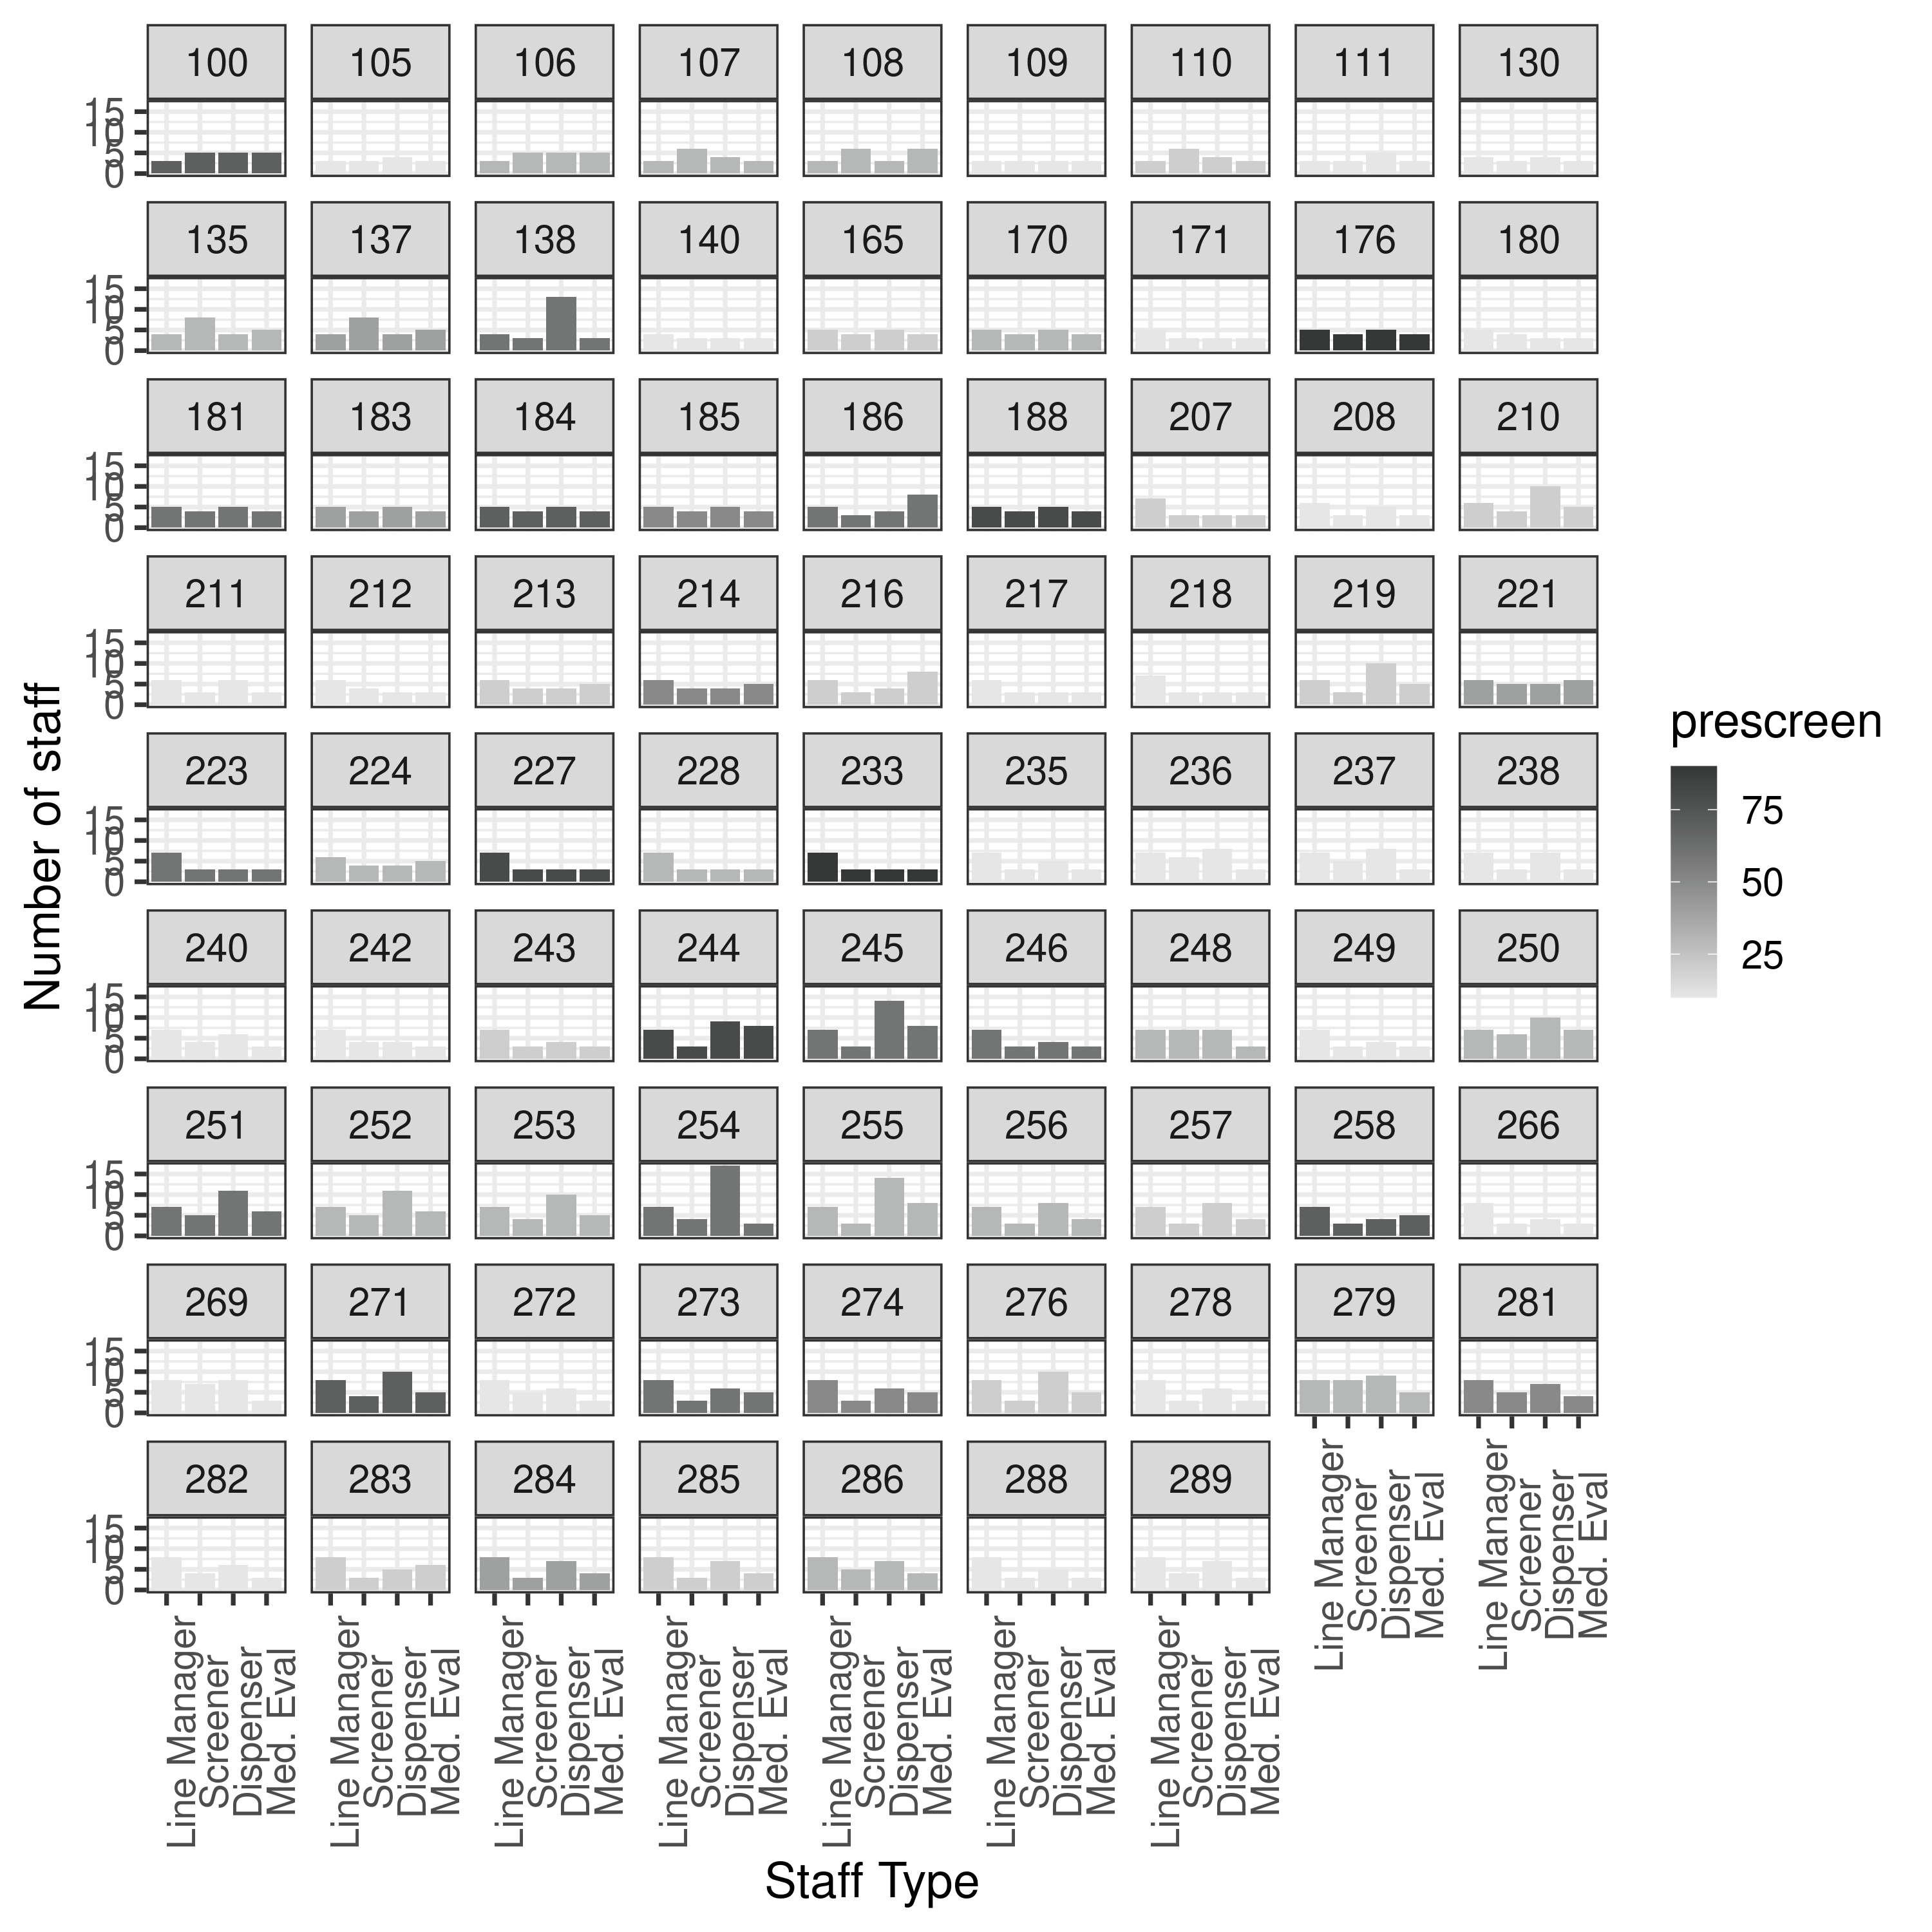 100 105 106 107 108 109 110 111 130
15
10
5
0
135 137 138 140 165 170 171 176 180
15
10
5
0
181 183 184 185 186 188 207 208 210
15
10
5
0
211 212 213 214 216 217 218 219 221
15
10
5
0
223 224 227 228 233 235 236 237 238
15
10
5
0
240 242 243 244 245 246 248 249 250
15
10
5
0
251 252 253 254 255 256 257 258 266
15
10
5
0
269 271 272 273 274 276 278 279 281
15
10
5
0
282 283 284 285 286 288 289
15
10
5
0
Line Manager
Screener
Dispenser
Med. Eval
Line Manager
Screener
Dispenser
Med. Eval
Line Manager
Screener
Dispenser
Med. Eval
Line Manager
Screener
Dispenser
Med. Eval
Line Manager
Screener
Dispenser
Med. Eval
Line Manager
Screener
Dispenser
Med. Eval
Line Manager
Screener
Dispenser
Med. Eval
Line Manager
Screener
Dispenser
Med. Eval
Line Manager
Screener
Dispenser
Med. Eval
Staff Type
Number of staff
prescreen
75
50
25